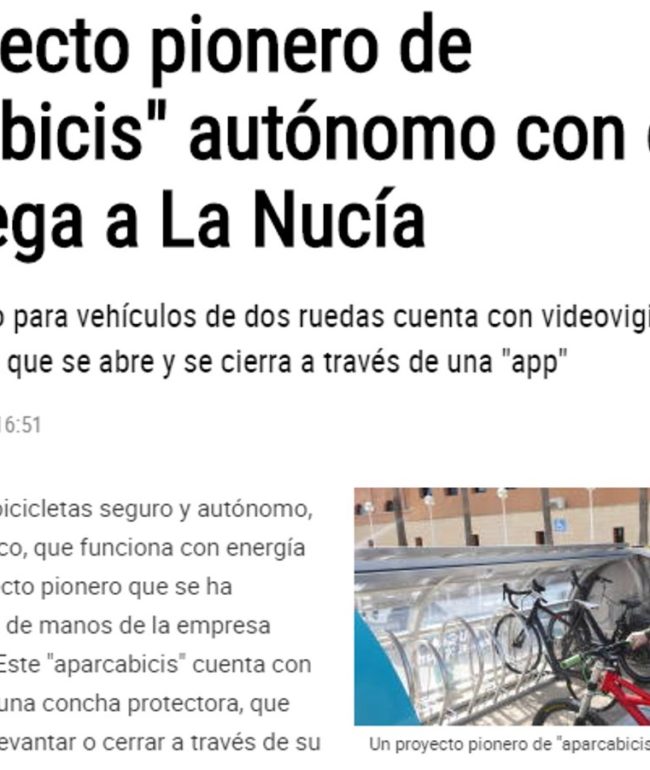 ecto pionero de
bicis" autónomo con
ega a La Nucía
para vehículos de dos ruedas cuenta con videovigi
que se abre y se cierra a través de una "app"
16:51
bicicletas seguro y autónomo,
co, que funciona con energía
ecto pionero que se ha
de manos de la empresa
Este "aparcabicis" cuenta con
una concha protectora, que
evantar o cerrar a través de su
Un proyecto pionero de "aparcabicis